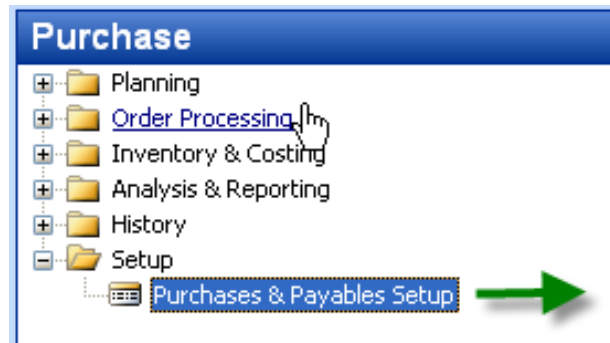 Purchase
Planning
Order Processing
Inventory & Costing
Analysis & Reporting
History
Setup
Purchases & Payables Setup